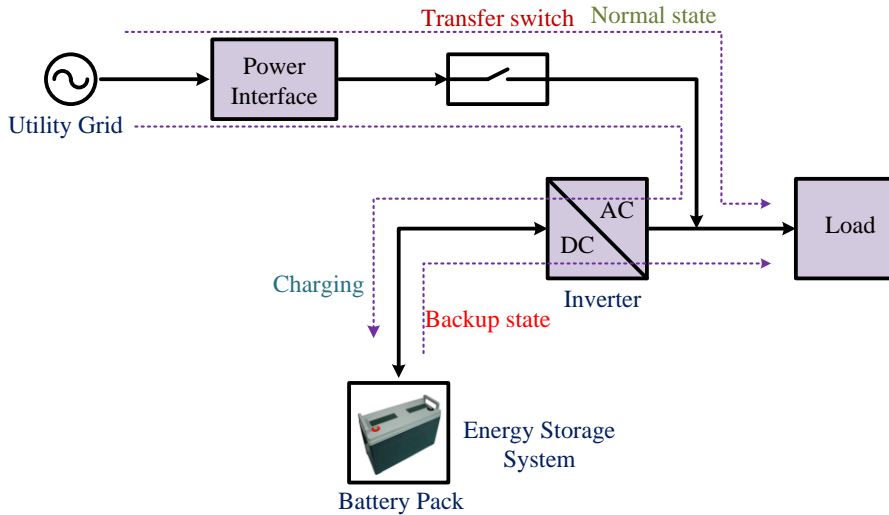 Transfer switch
Normal state
Power
Interface
Utility Grid
AC
DC
Load
Inverter
Charging
Backup state
Energy Storage
System
Battery Pack